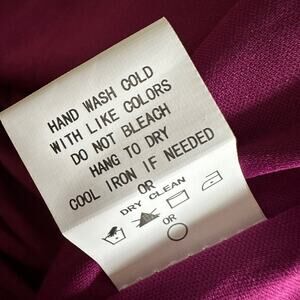 HAND WASH COLD
WITH LIKE COLORS
DO NOT BLEACH
HANG TO DRY
COOL IRON IF NEEDED
OR
DRY CLEAN
OR